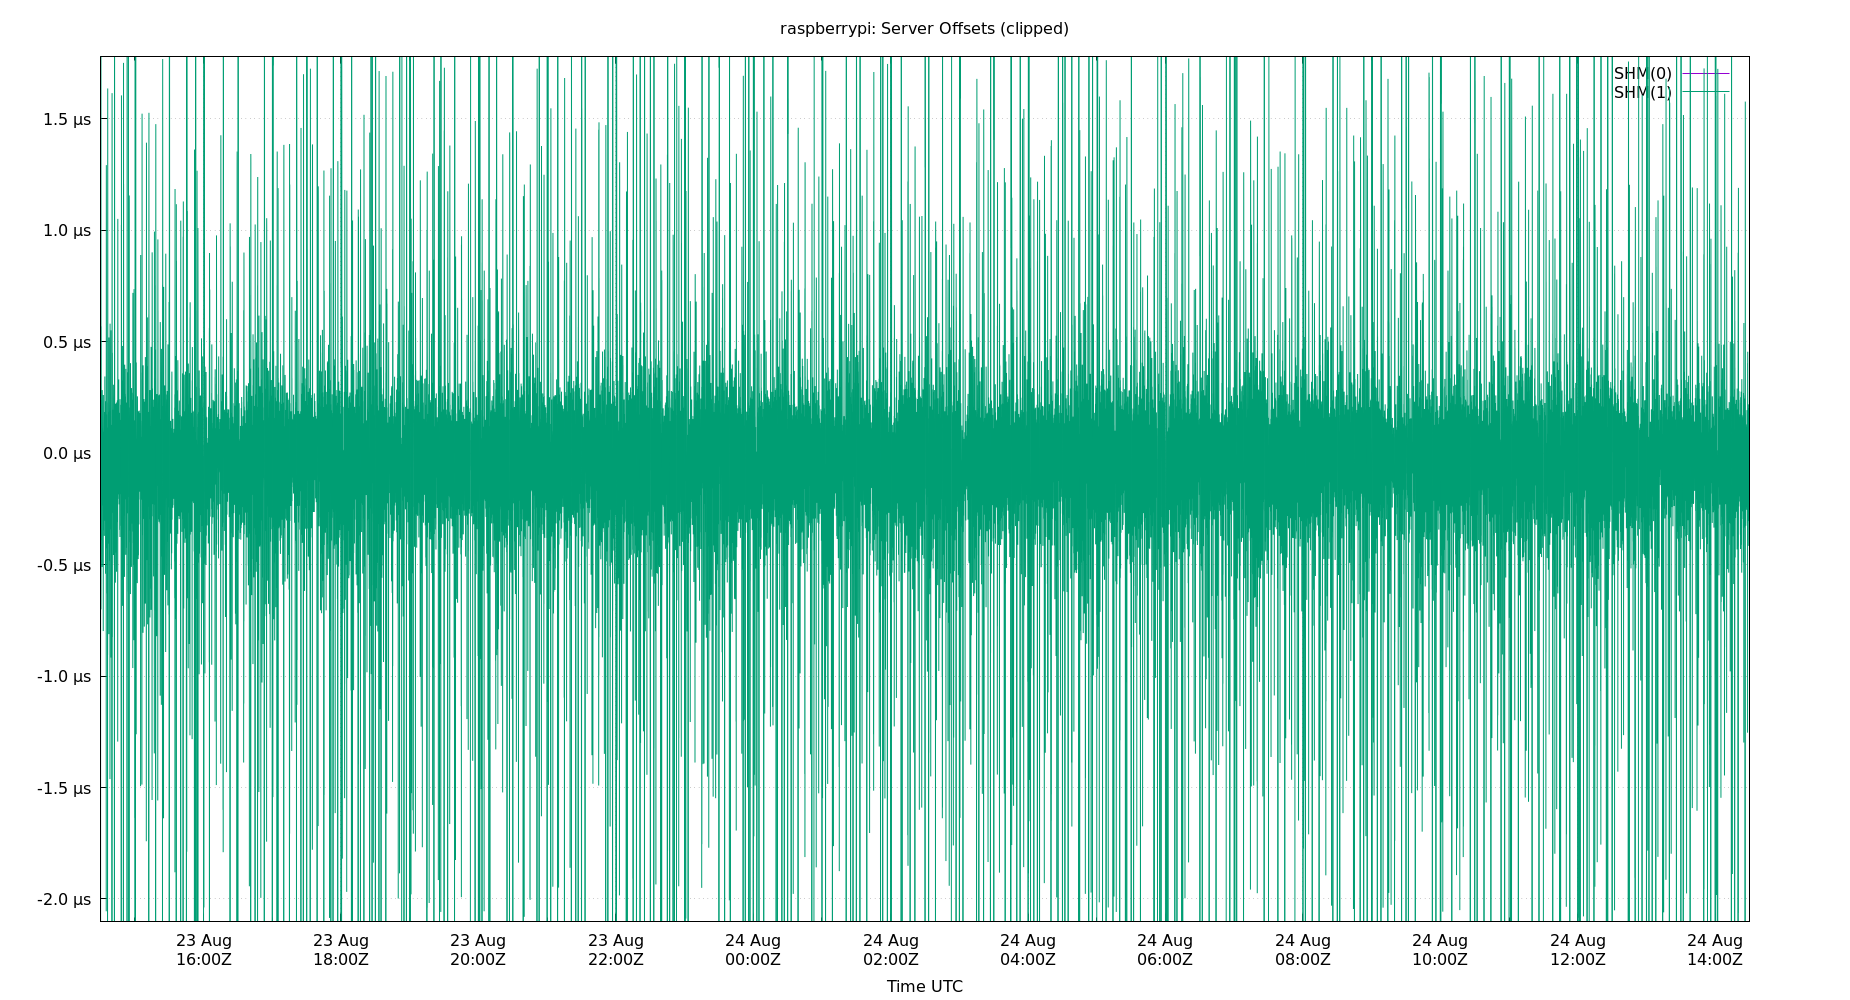 raspberrypi: Server Offsets (clipped)
SHM(0)
SHM(1)
1.5 µs
1.0 µs
0.5 µs
0.0 µs
-0.5 µs
-1.0 µs
-1.5 µs
-2.0 µs
23 Aug 23 Aug 23 Aug 23 Aug 24 Aug 24 Aug 24 Aug 24 Aug 24 Aug 24 Aug 24 Aug 24 Aug
16:00Z 18:00Z 20:00Z 22:00Z 00:00Z 02:00Z 04:00Z 06:00Z 08:00Z 10:00Z 12:00Z 14:00Z
Time UTC